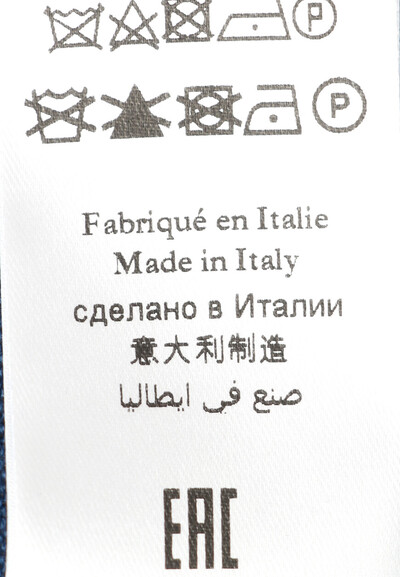 P
P
Fabriqué en Italie
Made in Italy
сделано в Италии
意大利制造
صنع في ايطاليا
EAC